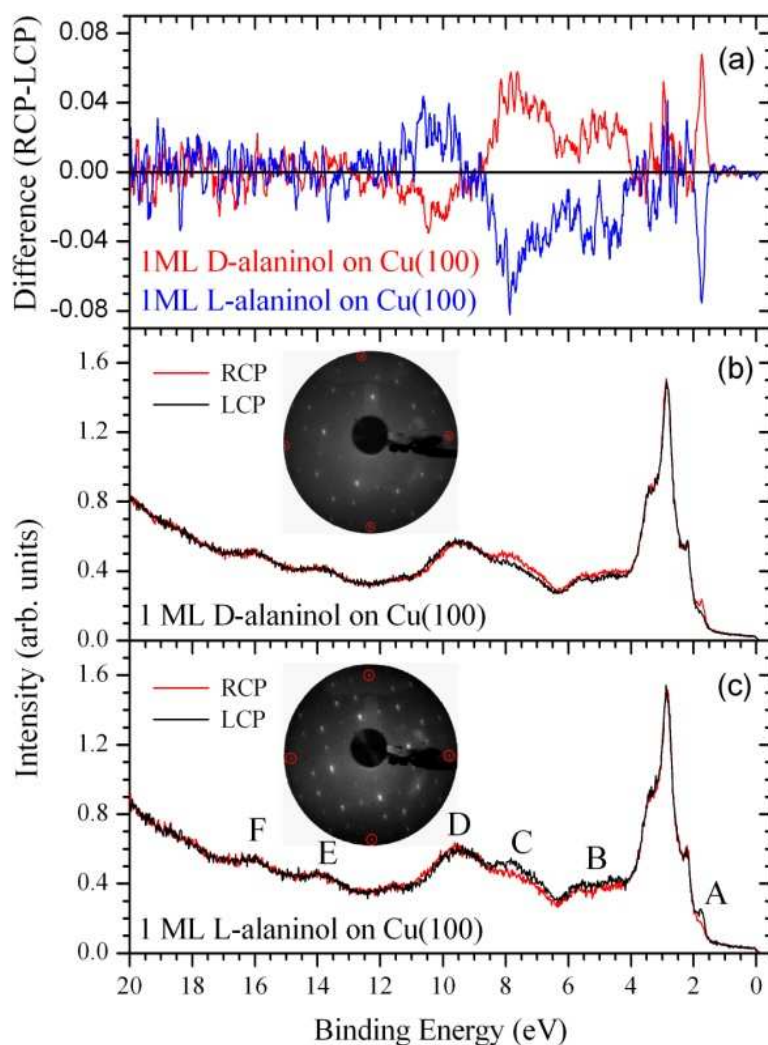 0.08
(a)
0.04
0.00
-0.04
-0.08
Difference (RCP-LCP)
1ML D-alaninol on Cu(100)
1ML L-alaninol on Cu(100)
1.6
RCP
LCP
(b)
1.2
0.8
0.4
0.0
1 ML D-alaninol on Cu(100)
Intensity (arb. units)
1.6
RCP
LCP
(c)
1.2
0.8
F
E
D
C
B
A
0.4
0.0
1 ML L-alaninol on Cu(100)
20 18 16 14 12 10 8 6 4 2 0
Binding Energy (eV)